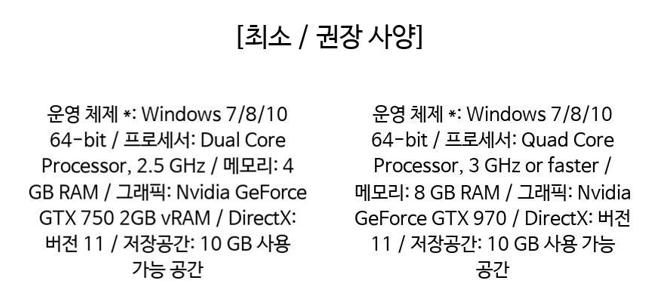 [최소 / 권장 사양]
운영 체제 *: Windows 7/8/10
64-bit / 프로세서: Dual Core
Processor, 2.5 GHz / 메모리: 4
GB RAM / 그래픽: Nvidia GeForce
GTX 750 2GB vRAM / DirectX:
버전 11 / 저장공간: 10 GB 사용
가능 공간
운영 체제 *: Windows 7/8/10
64-bit / 프로세서: Quad Core
Processor, 3 GHz or faster /
메모리: 8 GB RAM / 그래픽: Nvidia
GeForce GTX 970 / DirectX: 버전
11 / 저장공간: 10 GB 사용 가능
공간